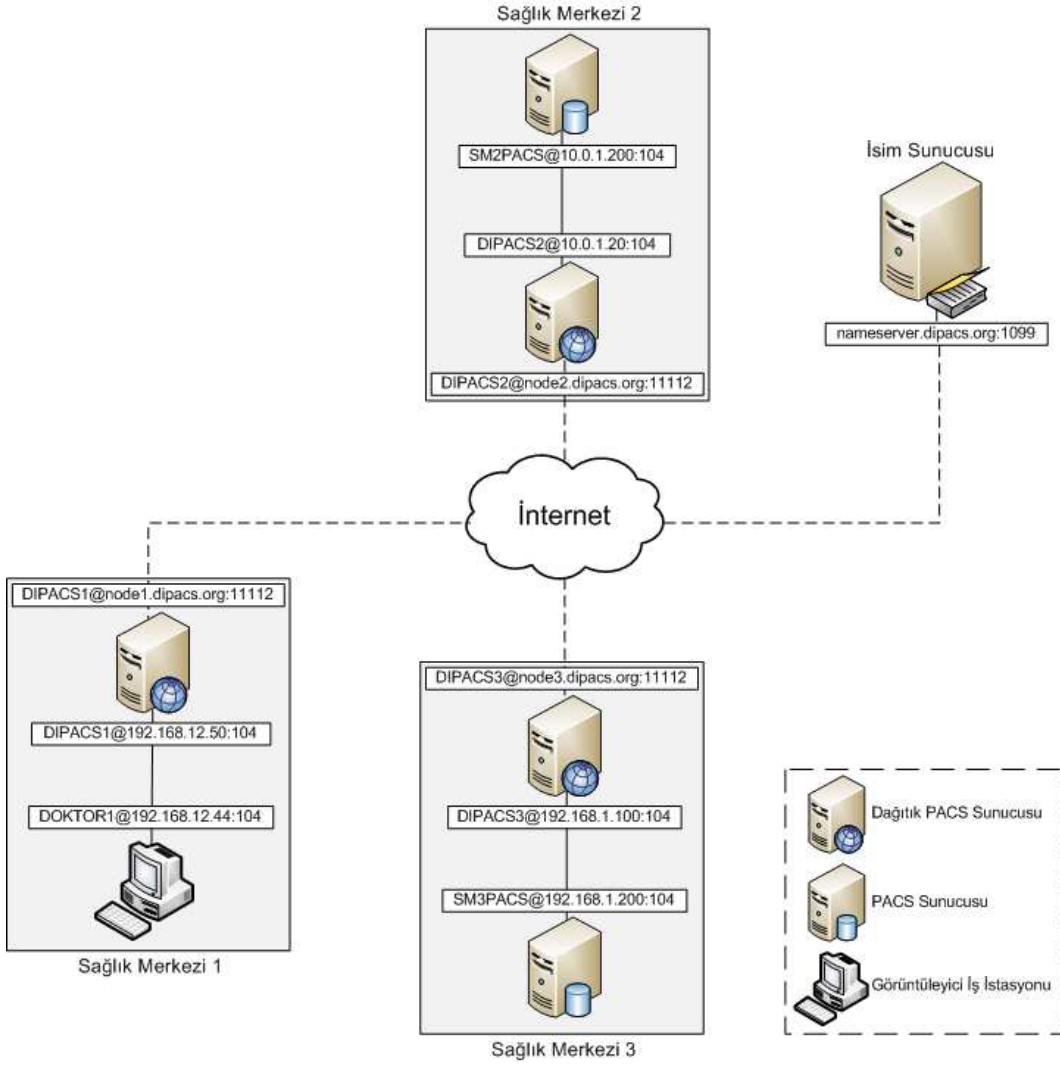 Sağlık Merkezi 2
SM2PACS@10.0.1.200:104
DIPACS2@10.0.1.20:104
DIPACS2@node2.dipacs.org:11112
İsim Sunucusu
nameserver.dipacs.org:1099
İnternet
DIPACS1@node1.dipacs.org:11112
DIPACS1@192.168.12.50:104
DOKTOR1@192.168.12.44:104
Sağlık Merkezi 1
DIPACS3@node3.dipacs.org:11112
DIPACS3@192.168.1.100:104
SM3PACS@192.168.1.200:104
Sağlık Merkezi 3
Dağıtık PACS Sunucusu
PACS Sunucusu
Görüntüleyici İş İstasyonu